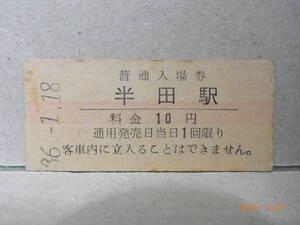 普通入場券
半田駅
料金10円
通用発売日当日1回限り
客車内に立入ることはできません。
36.-1.18